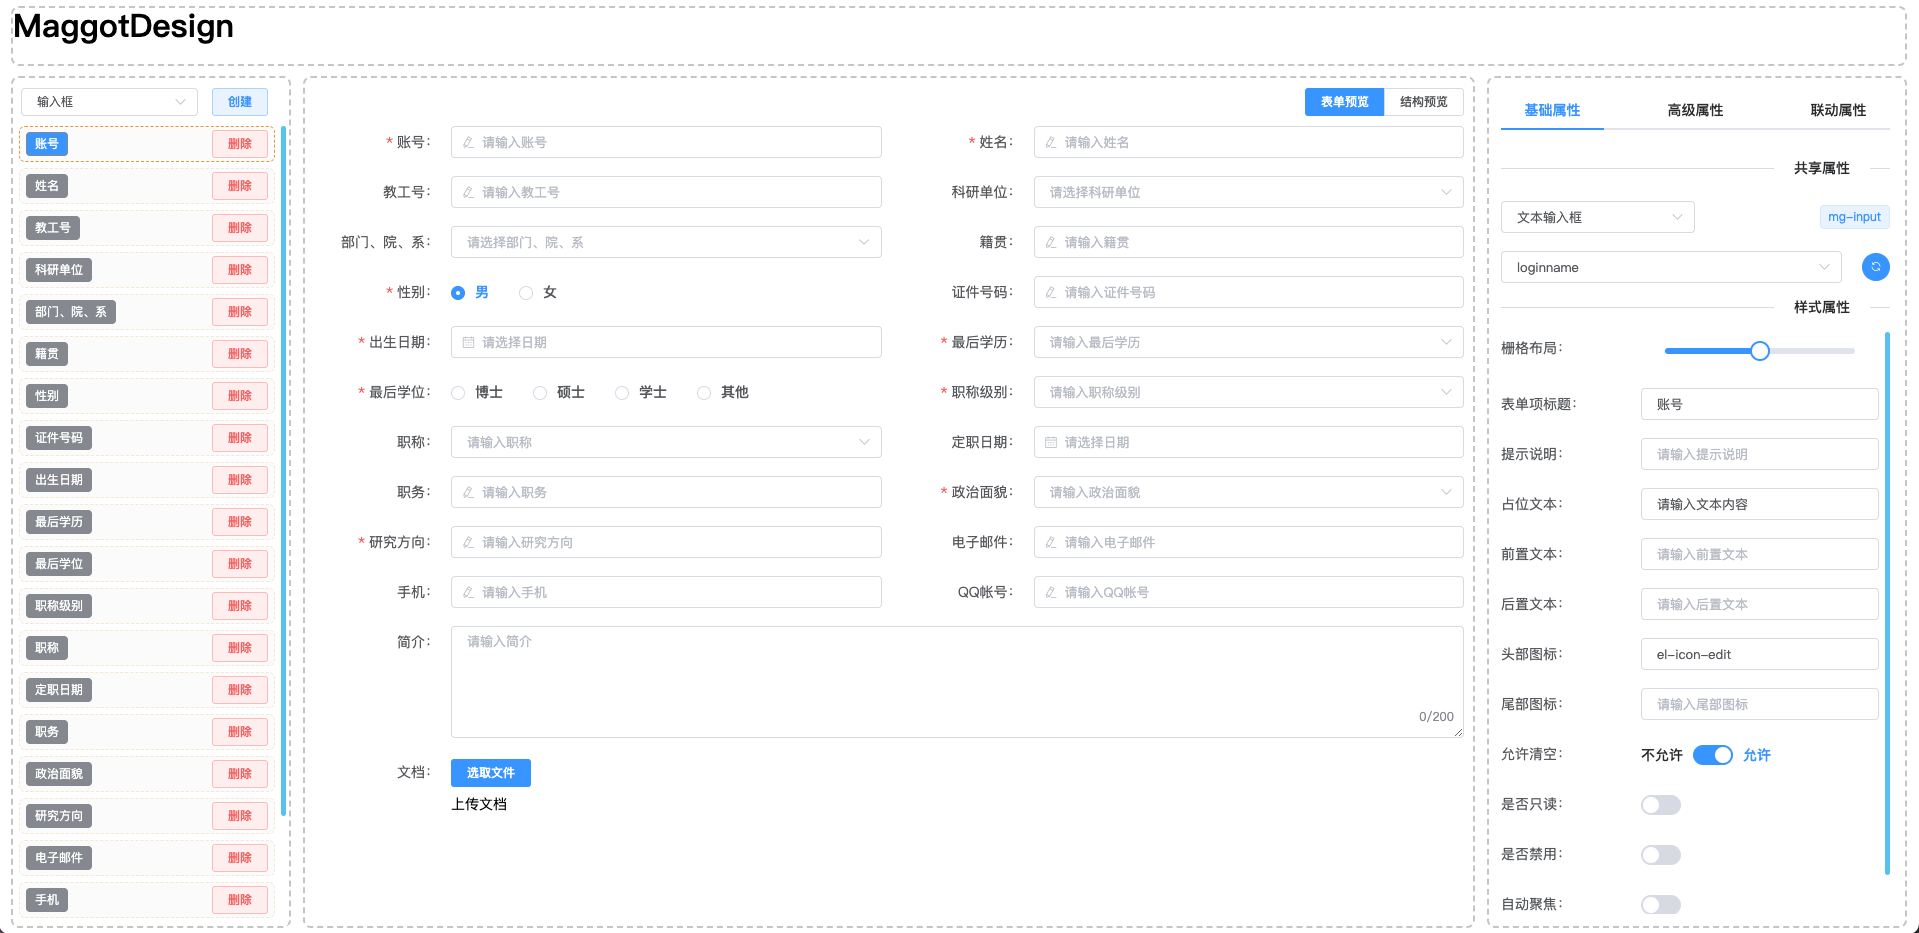 MaggotDesign
输入框
创建
账号
删除
姓名
删除
教工号
删除
科研单位
删除
部门、院、系
删除
籍贯
删除
性别
删除
证件号码
删除
出生日期
删除
最后学历
删除
最后学位
删除
职称级别
删除
职称
删除
定职日期
删除
职务
删除
政治面貌
删除
研究方向
删除
电子邮件
删除
手机
删除
表单预览 结构预览
* 账号： 请输入账号
* 姓名： 请输入姓名
教工号： 请输入教工号
科研单位： 请选择科研单位
部门、院、系： 请选择部门、院、系
籍贯： 请输入籍贯
* 性别： 男 女
证件号码： 请输入证件号码
* 出生日期： 请选择日期
* 最后学历： 请输入最后学历
* 最后学位： 博士 硕士 学士 其他
* 职称级别： 请输入职称级别
职称： 请输入职称
定职日期： 请选择日期
职务： 请输入职务
* 政治面貌： 请输入政治面貌
* 研究方向： 请输入研究方向
电子邮件： 请输入电子邮件
手机： 请输入手机
QQ帐号： 请输入QQ帐号
简介： 请输入简介
0/200
文档： 选取文件
上传文档
基础属性 高级属性 联动属性
共享属性
文本输入框 mg-input
loginname
样式属性
栅格布局：
表单项标题： 账号
提示说明： 请输入提示说明
占位文本： 请输入文本内容
前置文本： 请输入前置文本
后置文本： 请输入后置文本
头部图标： el-icon-edit
尾部图标： 请输入尾部图标
允许清空： 不允许 允许
是否只读：
是否禁用：
自动聚焦：